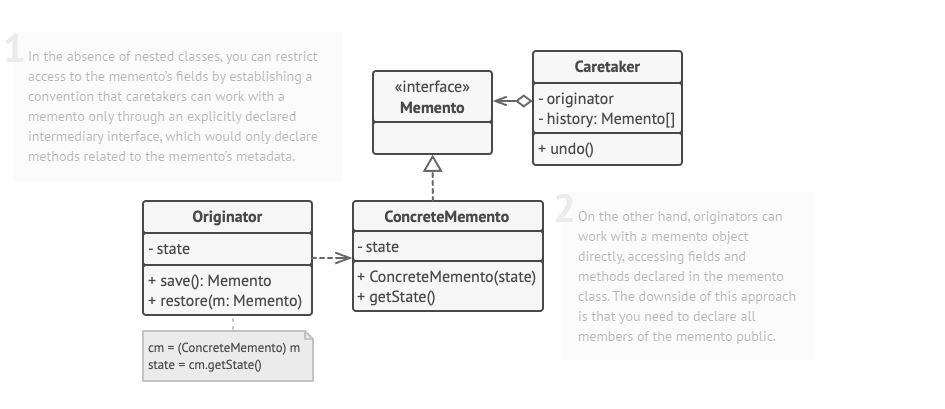 1
In the absence of nested classes, you can restrict
access to the memento's fields by establishing a
convention that caretakers can work with a
memento only through an explicitly declared
intermediary interface, which would only declare
methods related to the memento's metadata.
«interface»
Memento
Caretaker
- originator
- history: Memento[]
+ undo()
Originator
- state
+ save(): Memento
+ restore(m: Memento)
cm = (ConcreteMemento) m
state = cm.getState()
ConcreteMemento
- state
+ ConcreteMemento(state)
+ getState()
2
On the other hand, originators can
work with a memento object
directly, accessing fields and
methods declared in the memento
class. The downside of this approach
is that you need to declare all
members of the memento public.